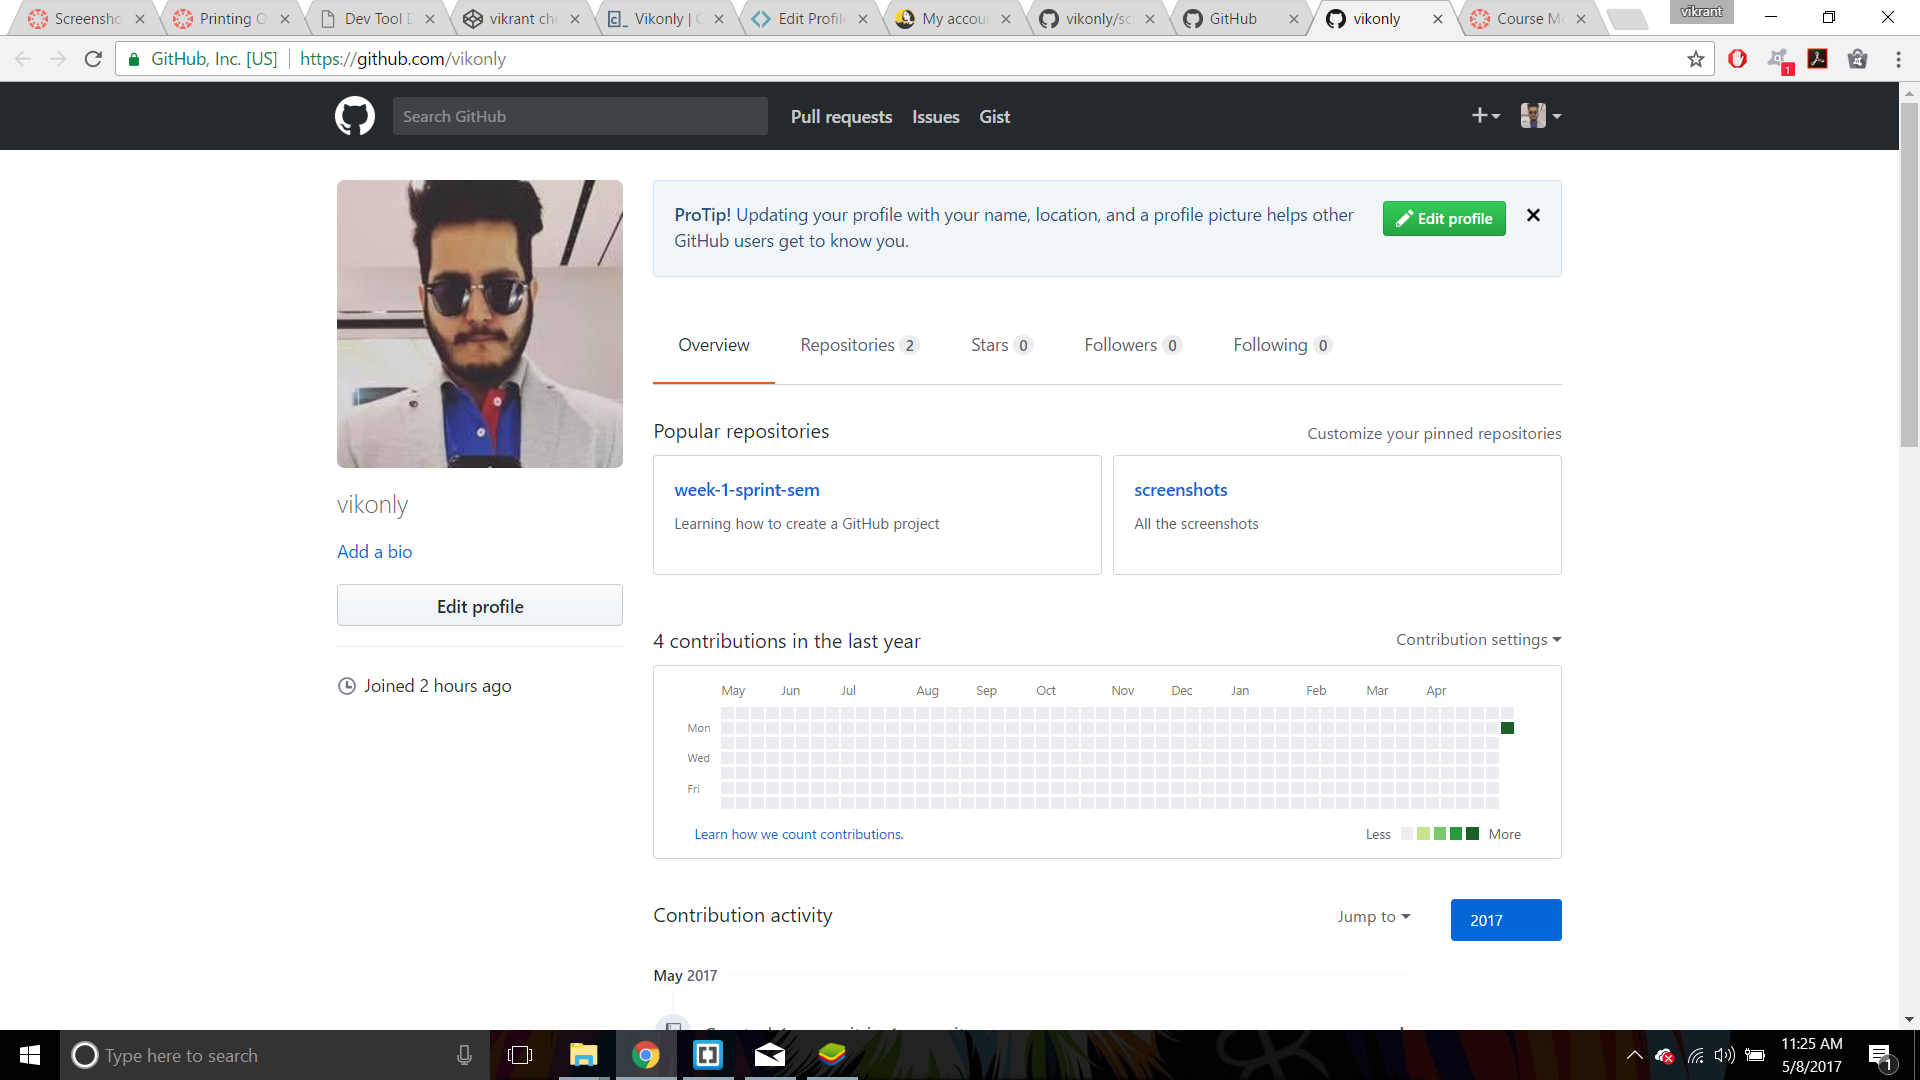 Screensho
Printing O
Dev Tool D
vikrant chi
Vikonly | C
Edit Profile
My accoun
vikonly/sc
GitHub
vikonly
Course Mo
vikrant
GitHub, Inc. [US]
https://github.com/vikonly
1
Search GitHub
Pull requests
Issues
Gist
ProTip! Updating your profile with your name, location, and a profile picture helps other
GitHub users get to know you.
Edit profile
Overview
Repositories 2
Stars 0
Followers 0
Following 0
Popular repositories
Customize your pinned repositories
week-1-sprint-sem
Learning how to create a GitHub project
screenshots
All the screenshots
vikonly
Add a bio
Edit profile
Joined 2 hours ago
4 contributions in the last year
Contribution settings
May Jun Jul Aug Sep Oct Nov Dec Jan Feb Mar Apr
Mon
Wed
Fri
Learn how we count contributions.
Less
More
Contribution activity
Jump to
2017
May 2017
Type here to search
11:25 AM
5/8/2017
1